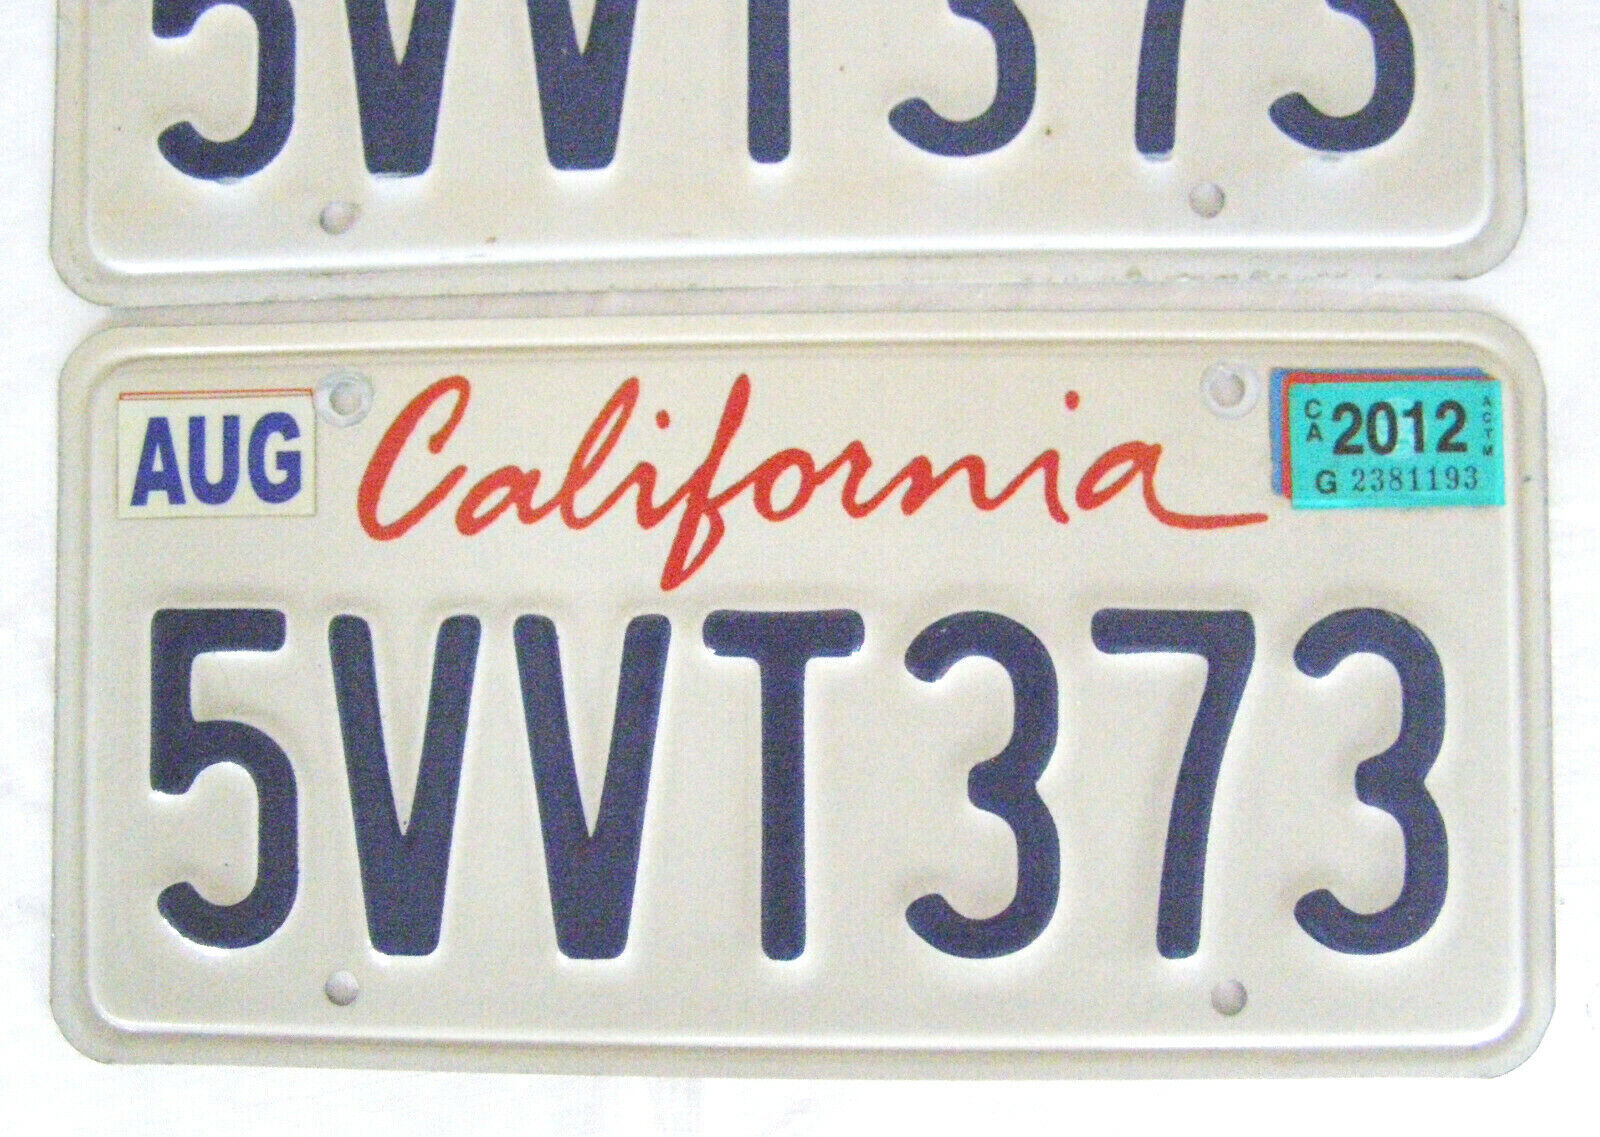 5VVT373
AUG
California
CA 2012 ACTM
G 2381193
5VVT373